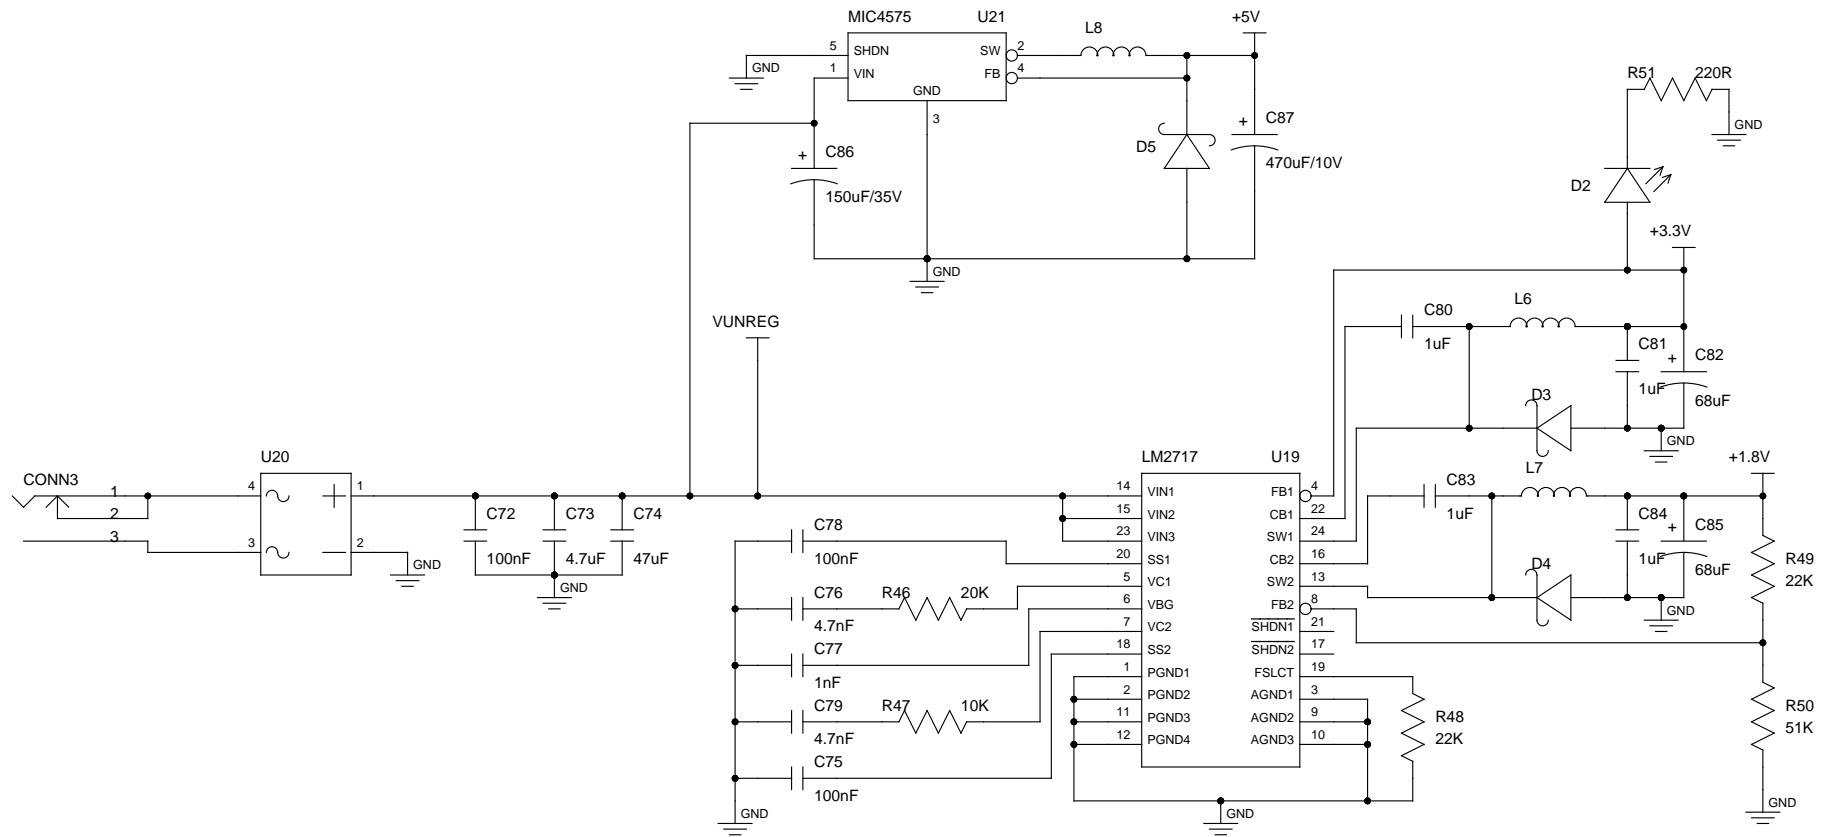 MIC4575 U21
5 SHDN SW 2
1 VIN FB 4
GND
3
GND
L8
+5V
+ C86
150uF/35V
D5
+ C87
470uF/10V
GND
R51 220R
GND
D2
+3.3V
VUNREG
C80
1uF
L6
C81
1uF
+ C82
68uF
D3
GND
CONN3
1
2
3
U20
4 1
3 2
GND
C72
100nF
C73
4.7uF
C74
47uF
GND
C78
100nF
C76
4.7nF
R46 20K
C77
1nF
C79
4.7nF
R47 10K
C75
100nF
GND
LM2717 U19
14 VIN1 FB1 4
15 VIN2 CB1 22
23 VIN3 SW1 24
20 SS1 CB2 16
5 VC1 SW2 13
6 VBG FB2 8
7 VC2 SHDN1 21
18 SS2 SHDN2 17
1 PGND1 FSLCT 19
2 PGND2 AGND1 3
11 PGND3 AGND2 9
12 PGND4 AGND3 10
GND
R48
22K
C83
1uF
L7
+1.8V
C84
1uF
+ C85
68uF
D4
GND
R49
22K
R50
51K
GND